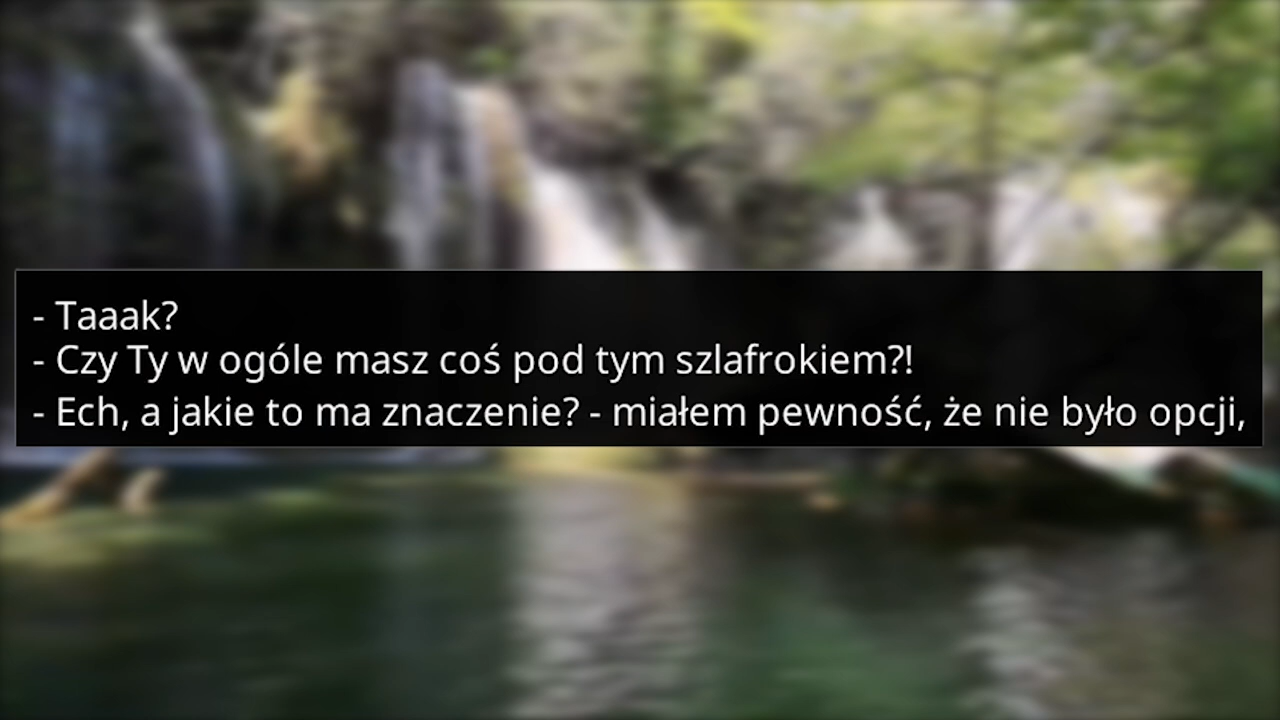 - Taaak?
- Czy Ty w ogóle masz coś pod tym szlafrokiem?!
- Ech, a jakie to ma znaczenie? - miałem pewność, że nie było opcji,